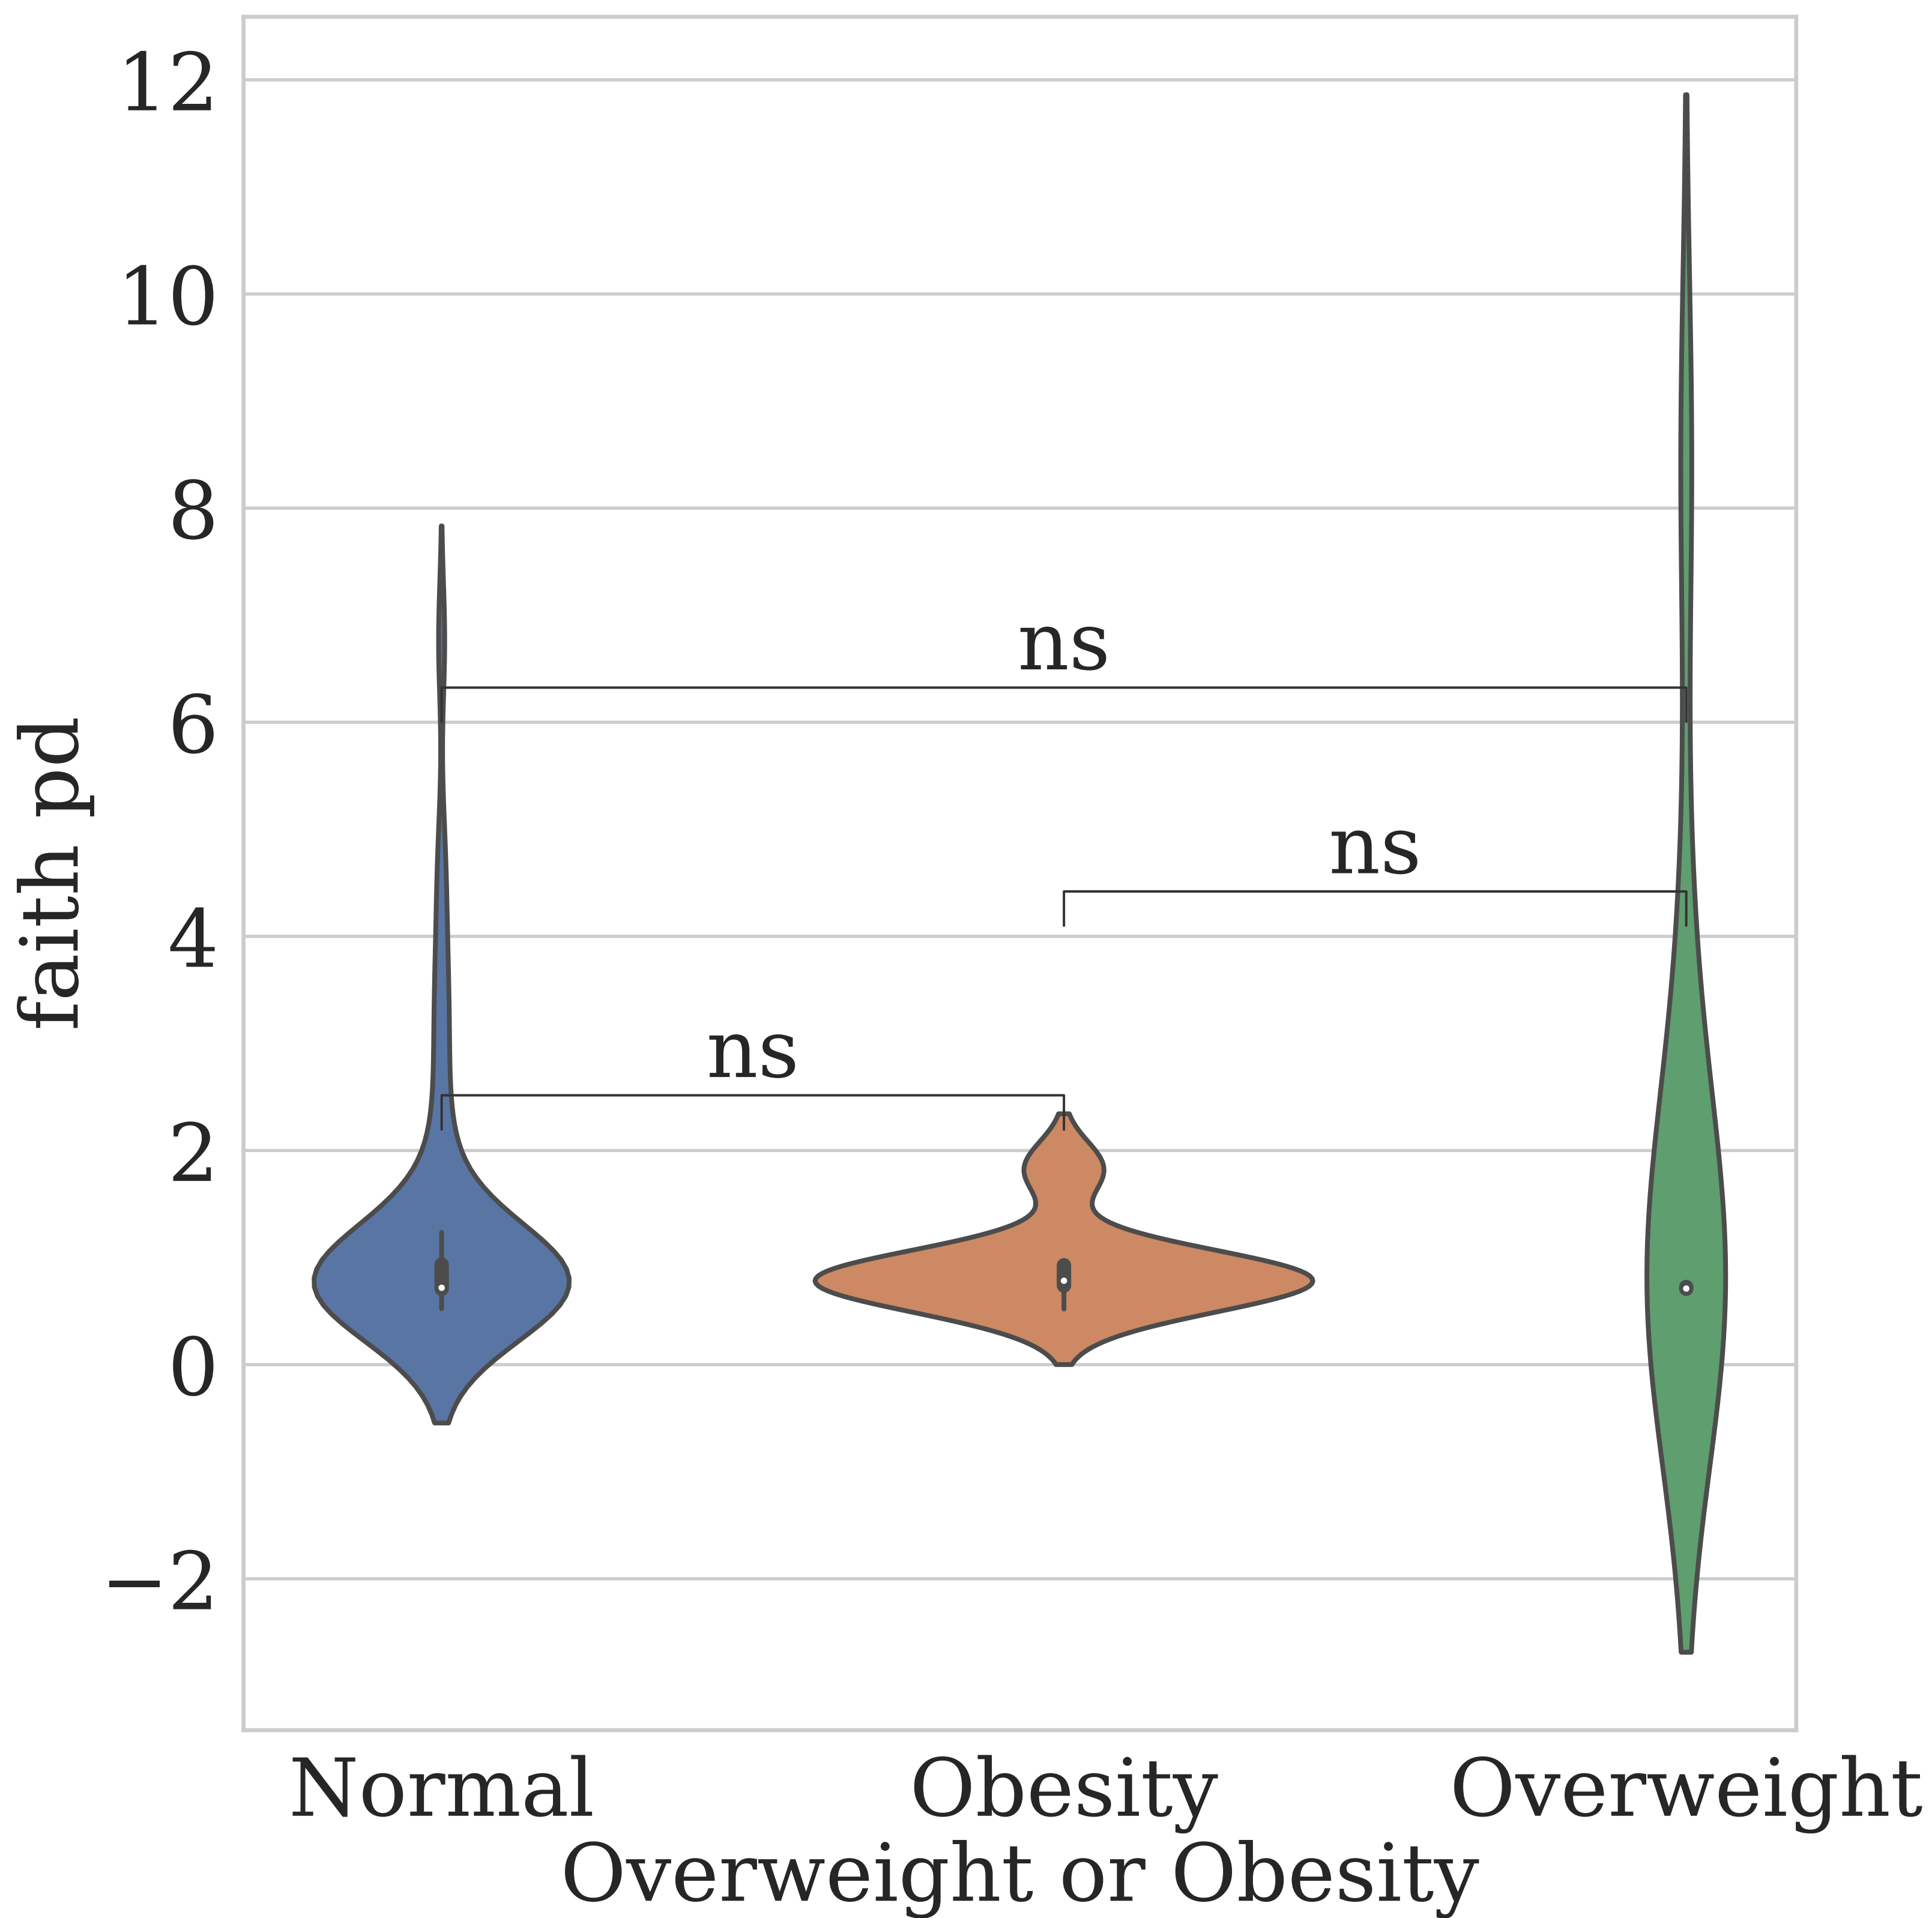 12
10
8
6
4
2
0
−2
faith pd
ns
ns
ns
Normal
Obesity
Overweight
Overweight or Obesity